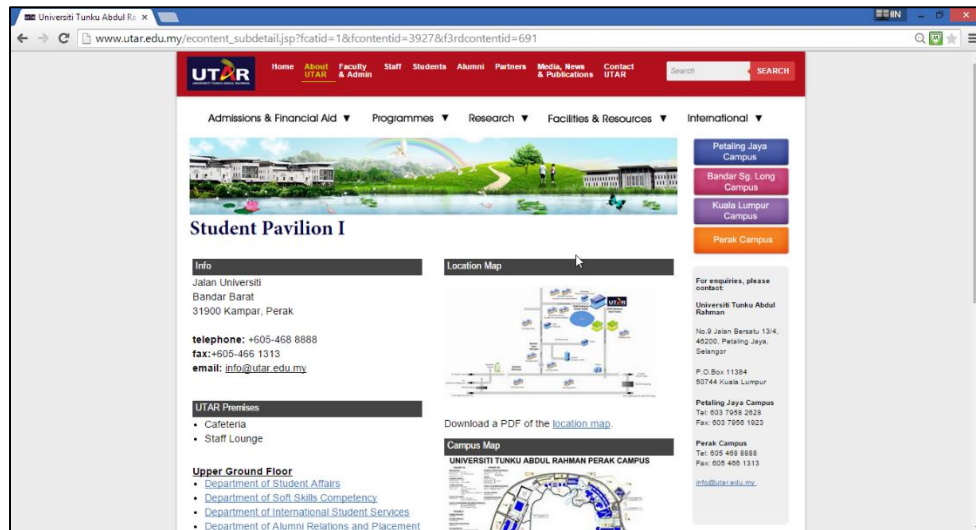 Universiti Tunku Abdul Ra
IN
www.utar.edu.my/econtent_subdetail.jsp?fcatid=1&fcontentid=3927&f3rdcontentid=691
UTAR
UNIVERSITI TUNKU ABDUL RAHMAN
Home About UTAR Faculty & Admin Staff Students Alumni Partners Media, News & Publications Contact UTAR
Search SEARCH
Admissions & Financial Aid ▼ Programmes ▼ Research ▼ Facilities & Resources ▼ International ▼
Petaling Jaya
Campus
Bandar Sg. Long
Campus
Kuala Lumpur
Campus
Perak Campus
Student Pavilion I
Info
Jalan Universiti
Bandar Barat
31900 Kampar, Perak
telephone: +605-468 8888
fax:+605-466 1313
email: info@utar.edu.my
UTAR Premises
• Cafeteria
• Staff Lounge
Upper Ground Floor
• Department of Student Affairs
• Department of Soft Skills Competency
• Department of International Student Services
• Department of Alumni Relations and Placement
Location Map
UTAR
Download a PDF of the location map.
Campus Map
UNIVERSITI TUNKU ABDUL RAHMAN PERAK CAMPUS
For enquiries, please
contact:
Universiti Tunku Abdul
Rahman
No.9 Jalan Bersatu 13/4,
46200, Petaling Jaya,
Selangor
P.O.Box 11384
50744 Kuala Lumpur
Petaling Jaya Campus
Tel: 603 7958 2628
Fax: 603 7956 1923
Perak Campus
Tel: 605 468 8888
Fax: 605 466 1313
info@utar.edu.my